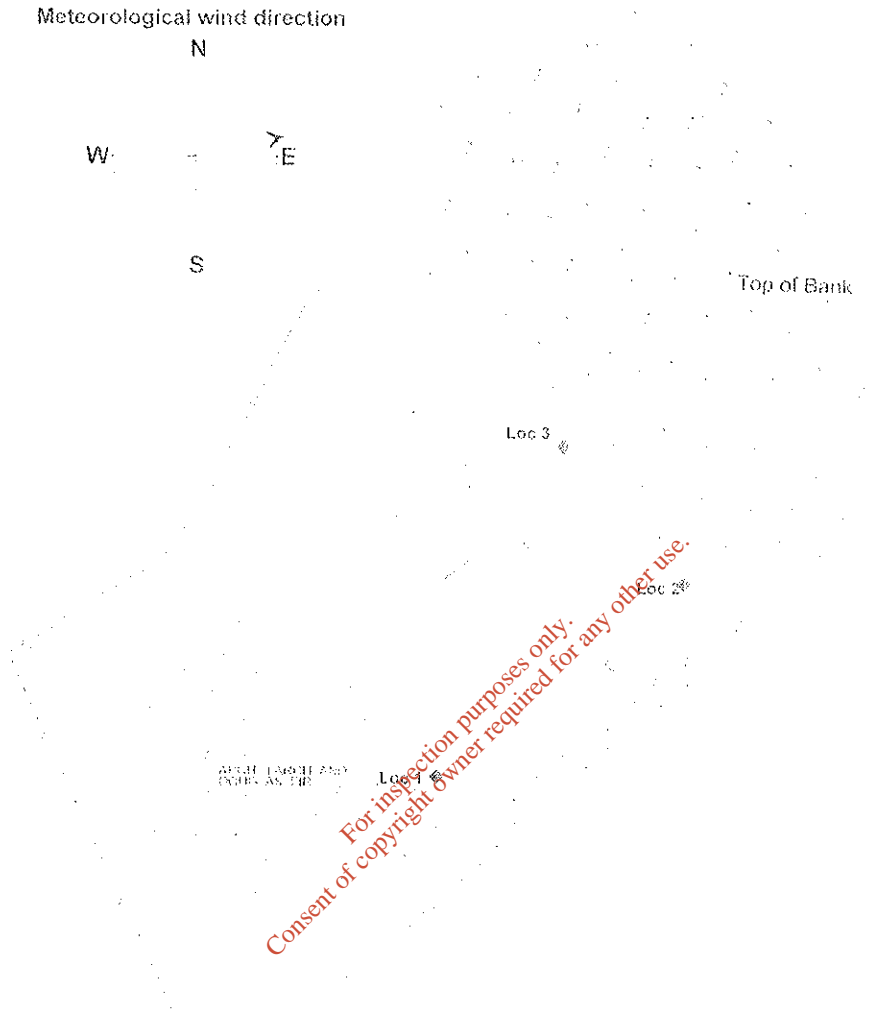 Meteorological wind direction
N
W
E
S
Top of Bank
Loc 3
Loc 2
Loc 1
For inspection purposes only.
Consent of copyright owner required for any other use.